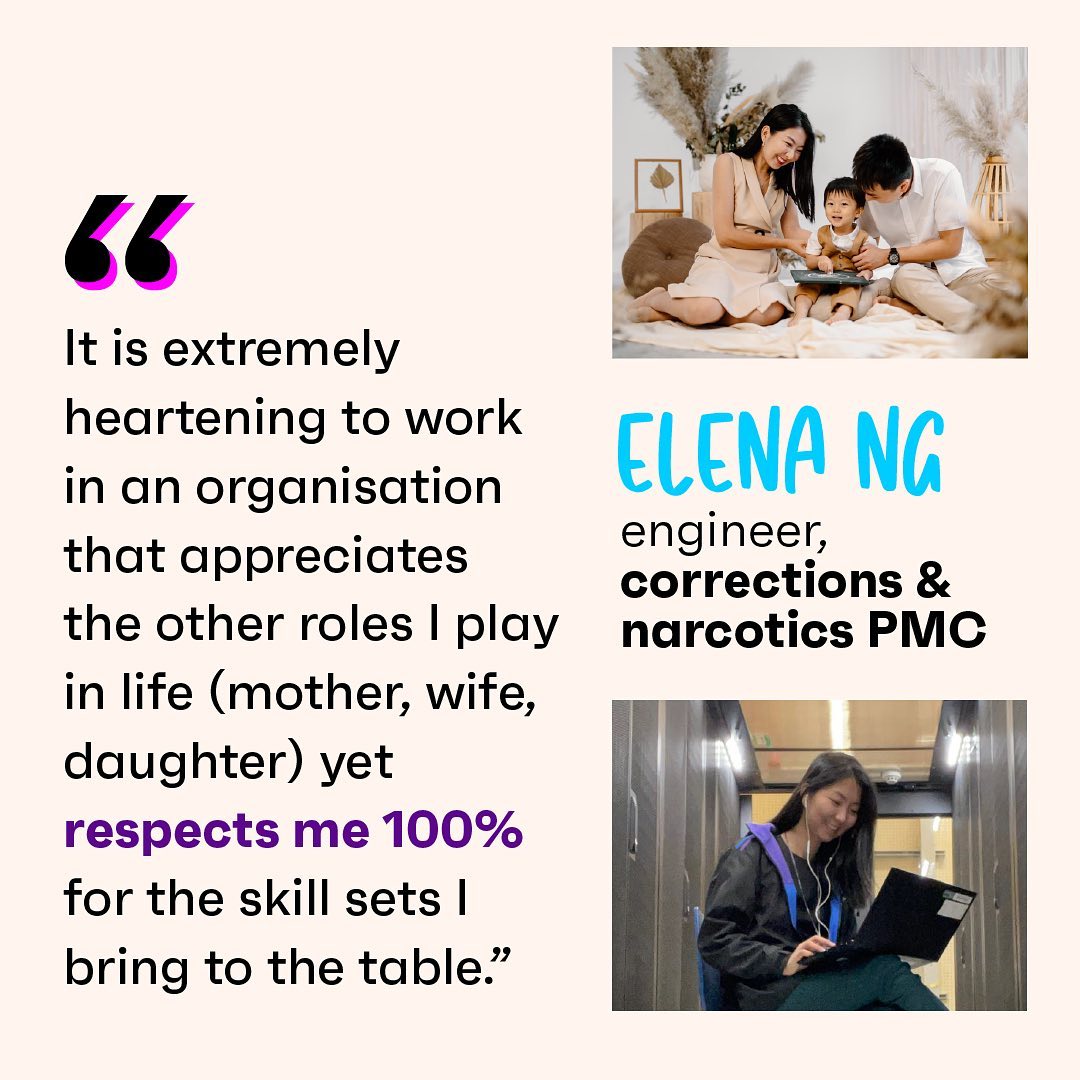 “
It is extremely
heartening to work
in an organisation
that appreciates
the other roles I play
in life (mother, wife,
daughter) yet
respects me 100%
for the skill sets I
bring to the table.”
ELENA NG
engineer,
corrections &
narcotics PMC